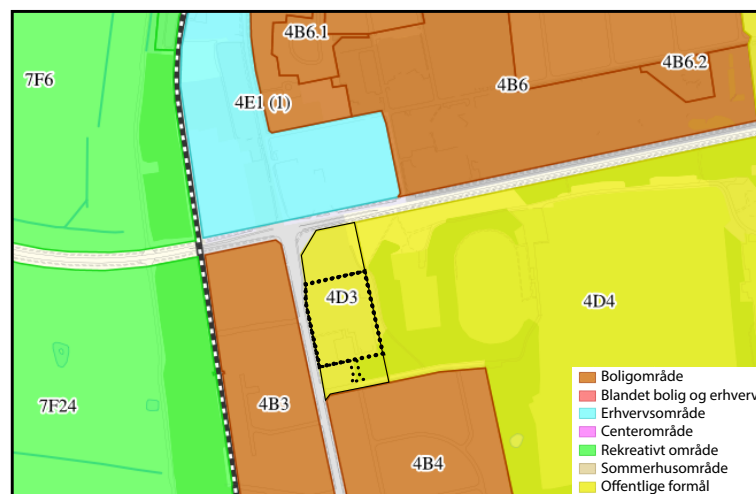 4B6.1
7F6
4B6.2
4B6
4E1 (1)
4D3
4D4
7F24
4B3
4B4
Boligområde
Blandet bolig og erhverv
Erhvervsområde
Centerområde
Rekreativt område
Sommerhusområde
Offentlige formål